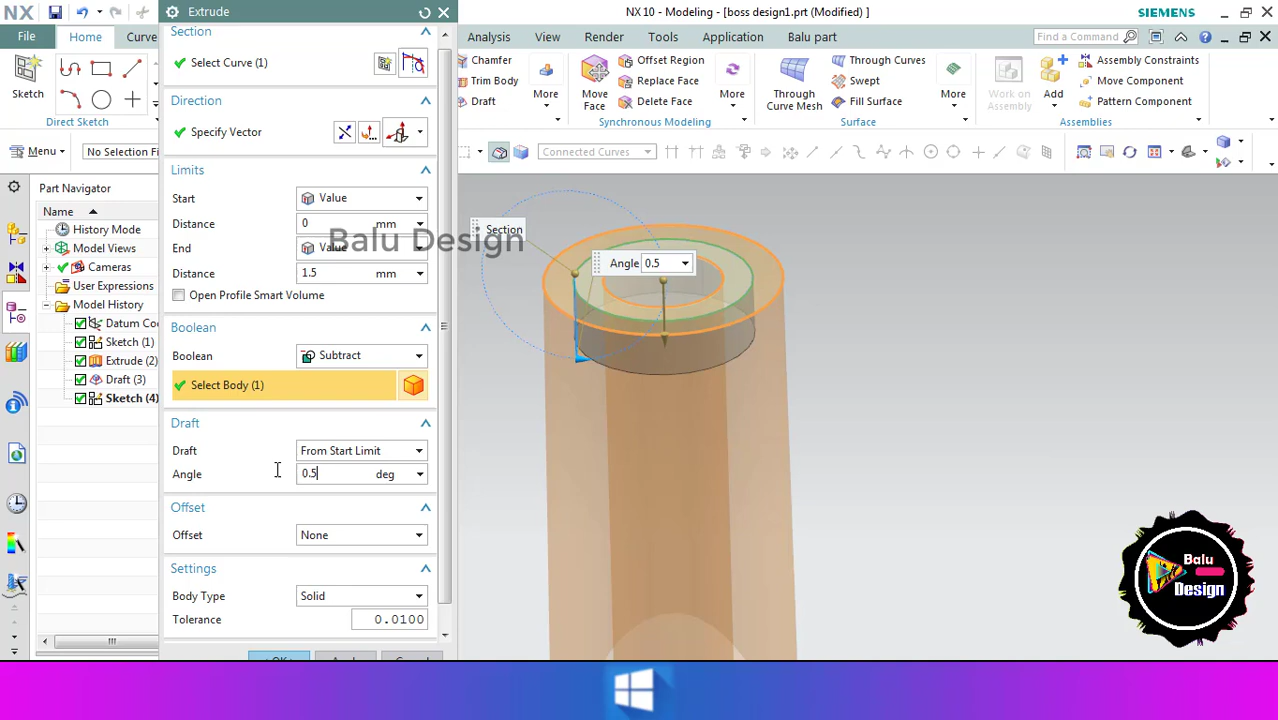 NX
File
Home
Curve
Analysis
View
Render
Tools
Application
Balu part
NX 10 - Modeling - [boss design1.prt (Modified) ]
SIEMENS
Find a Command
Sketch
Direct Sketch
Menu
No Selection Fi
Chamfer
Trim Body
Draft
More
Move
Face
Offset Region
Replace Face
Delete Face
More
Synchronous Modeling
Through
Curve Mesh
Through Curves
Swept
Fill Surface
More
Surface
Work on
Assembly
Add
Assembly Constraints
Move Component
Pattern Component
Assemblies
Connected Curves
Part Navigator
Name
History Mode
Model Views
Cameras
User Expressions
Model History
Datum Coo
Sketch (1)
Extrude (2)
Draft (3)
Sketch (4)
Extrude
Section
Select Curve (1)
Direction
Specify Vector
Limits
Start Value
Distance 0 mm
End Value
Distance 1.5 mm
Open Profile Smart Volume
Boolean
Boolean Subtract
Select Body (1)
Draft
Draft From Start Limit
Angle 0.5 deg
Offset
Offset None
Settings
Body Type Solid
Tolerance 0.0100
Section
Angle 0.5
Balu Design
Balu
Design